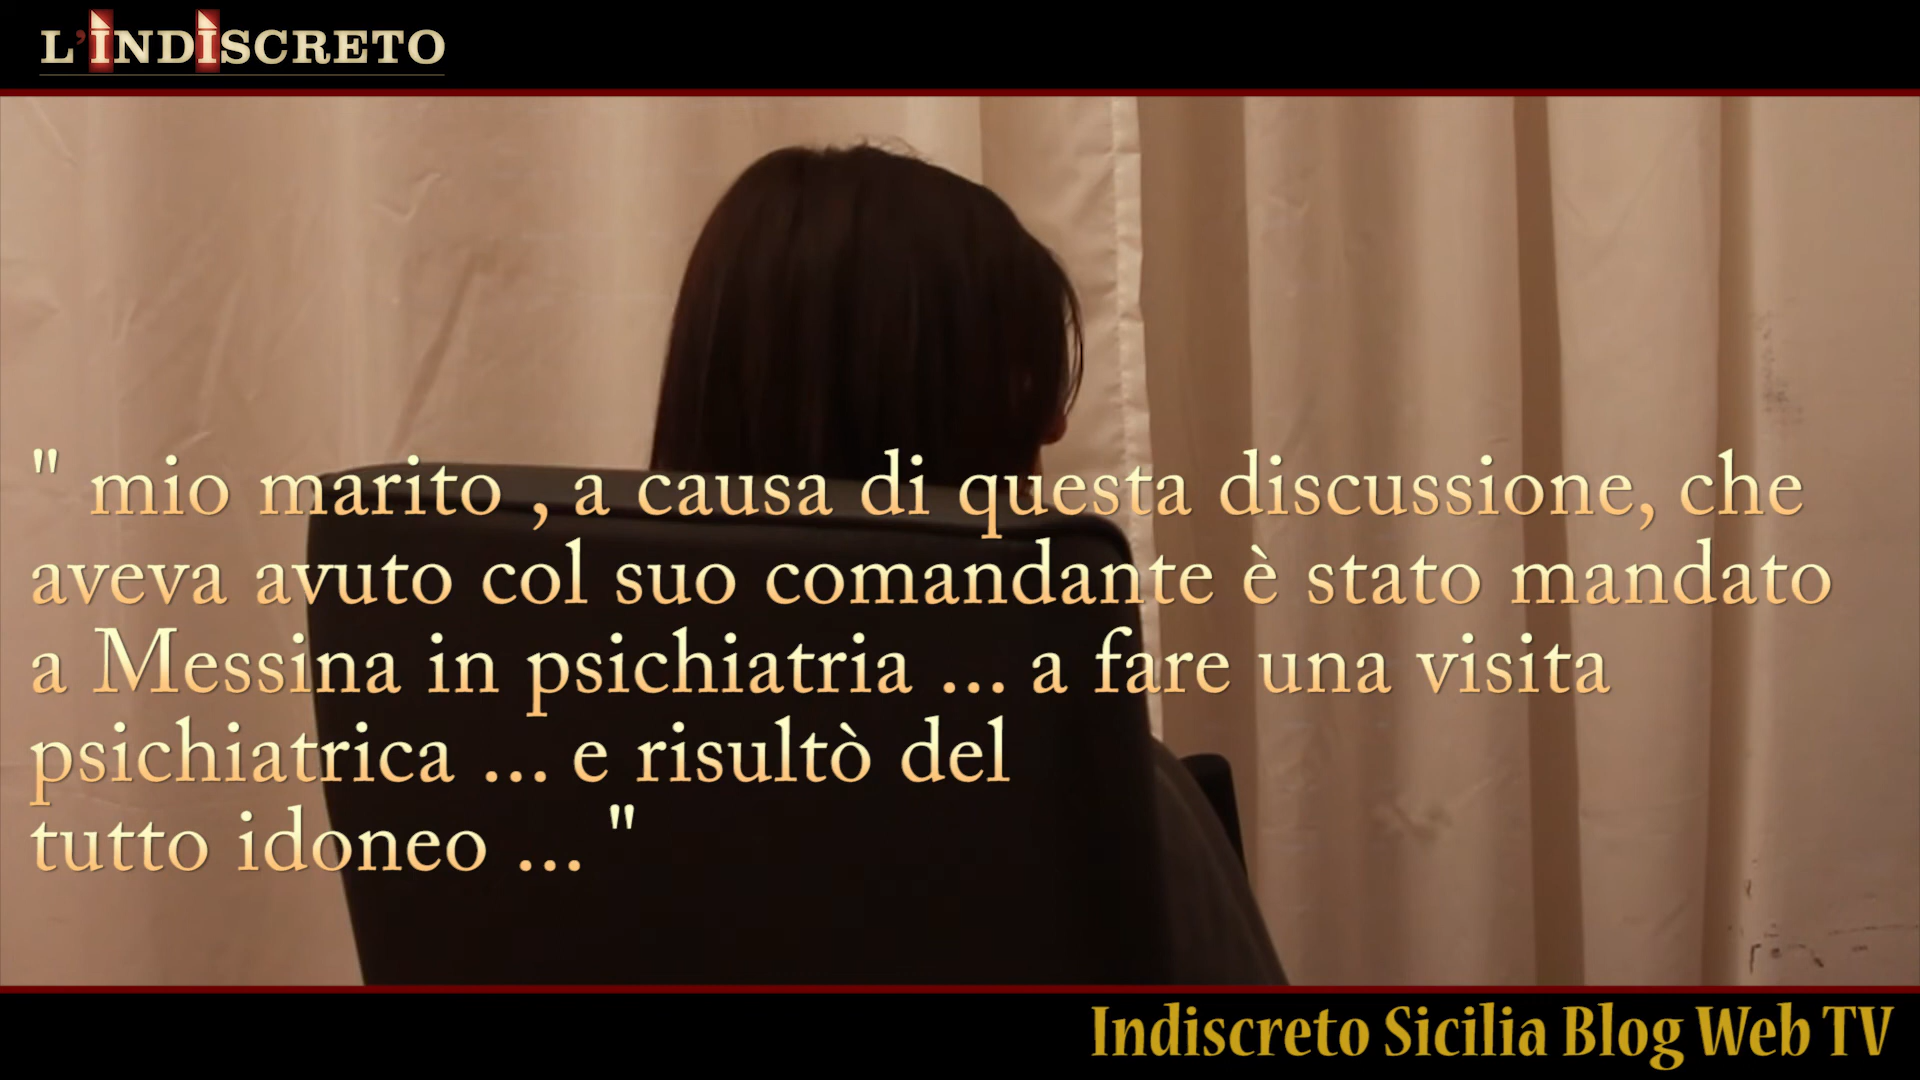 L'INDISCRETO
" mio marito , a causa di questa discussione, che
aveva avuto col suo comandante è stato mandato
a Messina in psichiatria ... a fare una visita
psichiatrica ... e risultò del
tutto idoneo ... "
Indiscreto Sicilia Blog Web TV